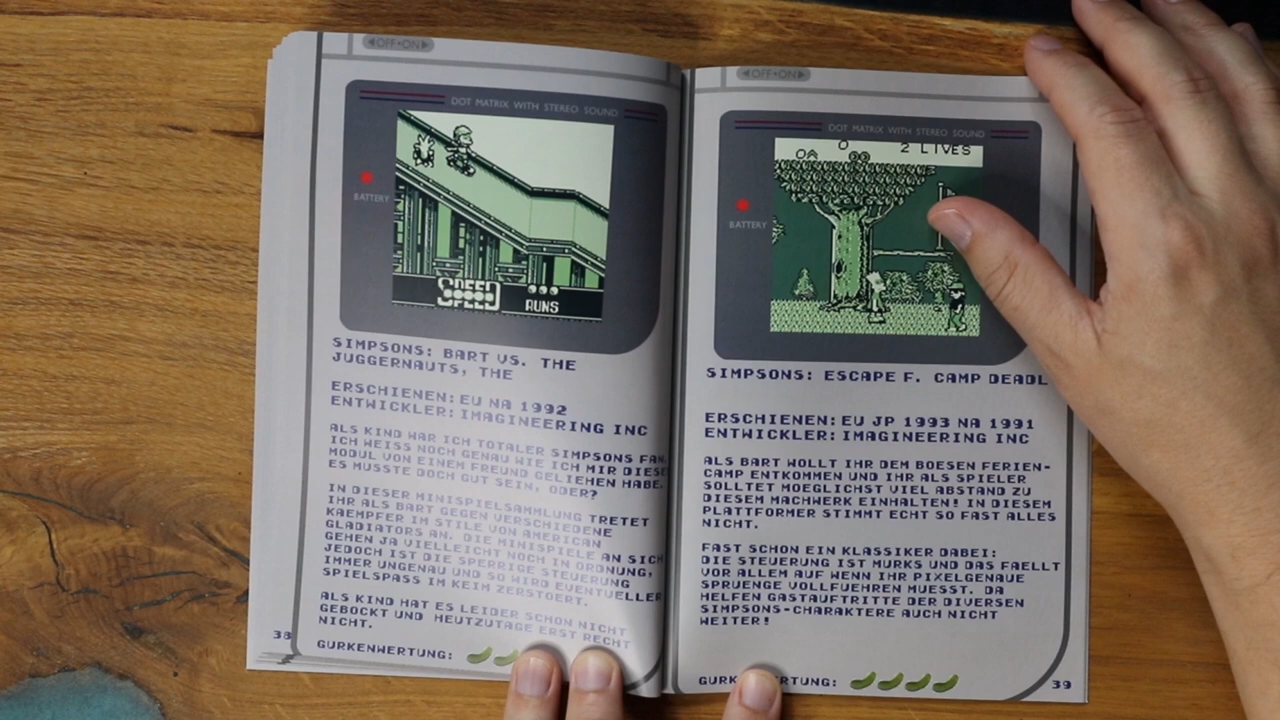 ◀OFF•ON▶
DOT MATRIX WITH STEREO SOUND
BATTERY
SPEED
RUNS
SIMPSONS: BART VS. THE
JUGGERNAUTS, THE
ERSCHIENEN: EU NA 1992
ENTWICKLER: IMAGINEERING INC
ALS KIND WAR ICH TOTALER SIMPSONS FAN.
ICH WEISS NOCH GENAU WIE ICH MIR DIESE
MODUL VON EINEM FREUND GELIEHEN HABE.
ES MUSSTE DOCH GUT SEIN, ODER?
IN DIESER MINISPIELSAMMLUNG TRETET
IHR ALS BART GEGEN VERSCHIEDENE
KAEMPFER IM STILE VON AMERICAN
GLADIATORS AN. DIE MINISPIELE AN SICH
GEHEN JA VIELLEICHT NOCH IN ORDNUNG,
JEDOCH IST DIE SPERRIGE STEUERUNG
IMMER UNGENAU UND SO WIRD EVENTUELLER
SPIELSPASS IM KEIM ZERSTOERT.
ALS KIND HAT ES LEIDER SCHON NICHT
GEBOCKT UND HEUTZUTAGE ERST RECHT
NICHT.
GURKENWERTUNG:
38
◀OFF•ON▶
DOT MATRIX WITH STEREO SOUND
BATTERY
0 2 LIVES
SIMPSONS: ESCAPE F. CAMP DEADL
ERSCHIENEN: EU JP 1993 NA 1991
ENTWICKLER: IMAGINEERING INC
ALS BART WOLLT IHR DEM BOESEN FERIEN-
CAMP ENTKOMMEN UND IHR ALS SPIELER
SOLLTET MOEGLICHST VIEL ABSTAND ZU
DIESEM MACHWERK EINHALTEN! IN DIESEM
PLATTFORMER STIMMT ECHT SO FAST ALLES
NICHT.
FAST SCHON EIN KLASSIKER DABEI:
DIE STEUERUNG IST MURKS UND DAS FAELLT
VOR ALLEM AUF WENN IHR PIXELGENAUE
SPRUENGE VOLLFUEHREN MUESST. DA
HELFEN GASTAUFTRITTE DER DIVERSEN
SIMPSONS-CHARAKTERE AUCH NICHT
WEITER!
39